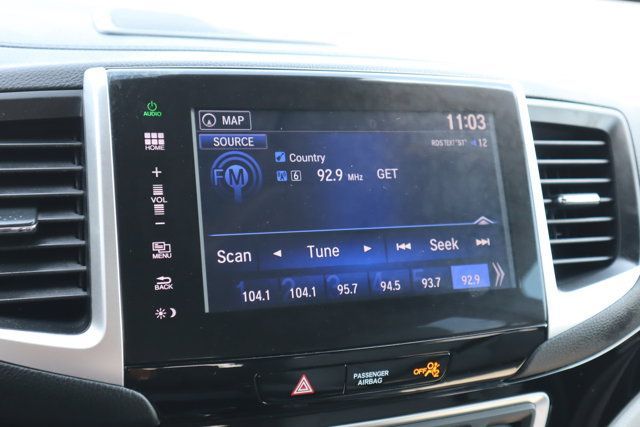 AUDIO
HOME
+
VOL
−
MENU
BACK
MAP
11:03
SOURCE
RDS TEXT "ST" 12
FM
Country
6 92.9 MHz GET
Scan Tune Seek
104.1 104.1 95.7 94.5 93.7 92.9
PASSENGER
AIRBAG
OFF